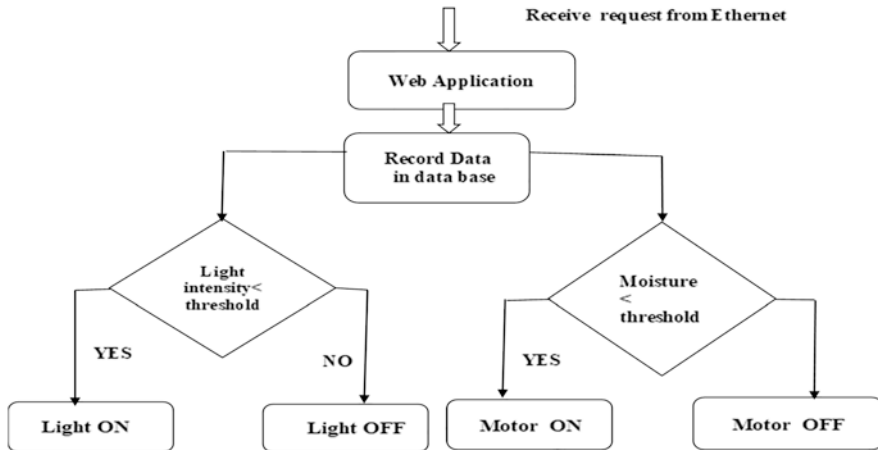 Receive request from Ethernet
Web Application
Record Data
in data base
Light
intensity<
threshold
Moisture
<
threshold
YES
NO
YES
Light ON
Light OFF
Motor ON
Motor OFF